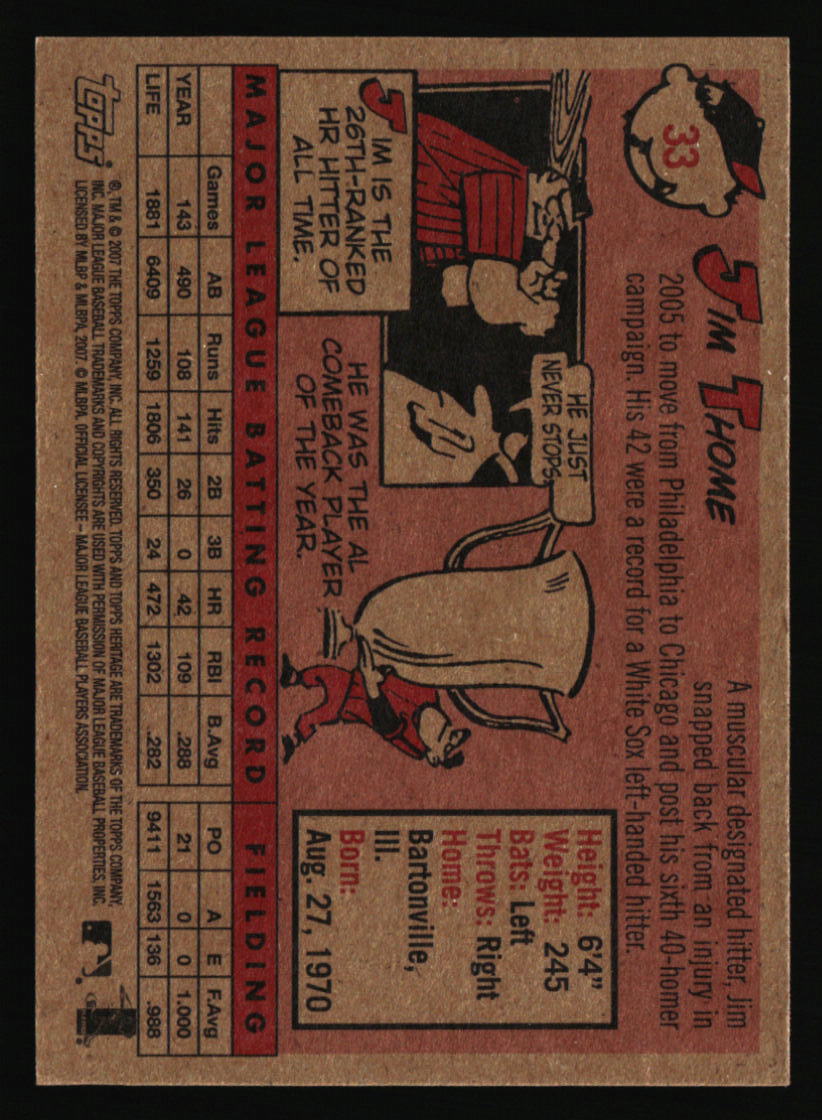 33
JIM THOME
A muscular designated hitter, Jim
snapped back from an injury in
2005 to move from Philadelphia to Chicago and post his sixth 40-homer
campaign. His 42 were a record for a White Sox left-handed hitter.
JIM IS THE
26TH-RANKED
HR HITTER OF
ALL TIME.
HE JUST
NEVER STOPS.
HE WAS THE AL
COMEBACK PLAYER
OF THE YEAR.
Height: 6'4"
Weight: 245
Bats: Left
Throws: Right
Home:
Bartonville,
Ill.
Born:
Aug. 27, 1970
MAJOR LEAGUE BATTING RECORD FIELDING
Games AB Runs Hits 2B 3B HR RBI B.Avg PO A E F.Avg
YEAR 143 490 108 141 26 0 42 109 .288 21 0 0 1.000
LIFE 1881 6409 1259 1806 350 24 472 1302 .282 9411 1563 136 .988
topps
®, TM & © 2007 THE TOPPS COMPANY, INC. ALL RIGHTS RESERVED. TOPPS AND TOPPS HERITAGE ARE TRADEMARKS OF THE TOPPS COMPANY,
INC. MAJOR LEAGUE BASEBALL TRADEMARKS AND COPYRIGHTS ARE USED WITH PERMISSION OF MAJOR LEAGUE BASEBALL PROPERTIES, INC.
LICENSED BY MLBP & MLBPA, 2007. © MLBPA. OFFICIAL LICENSEE – MAJOR LEAGUE BASEBALL PLAYERS ASSOCIATION.